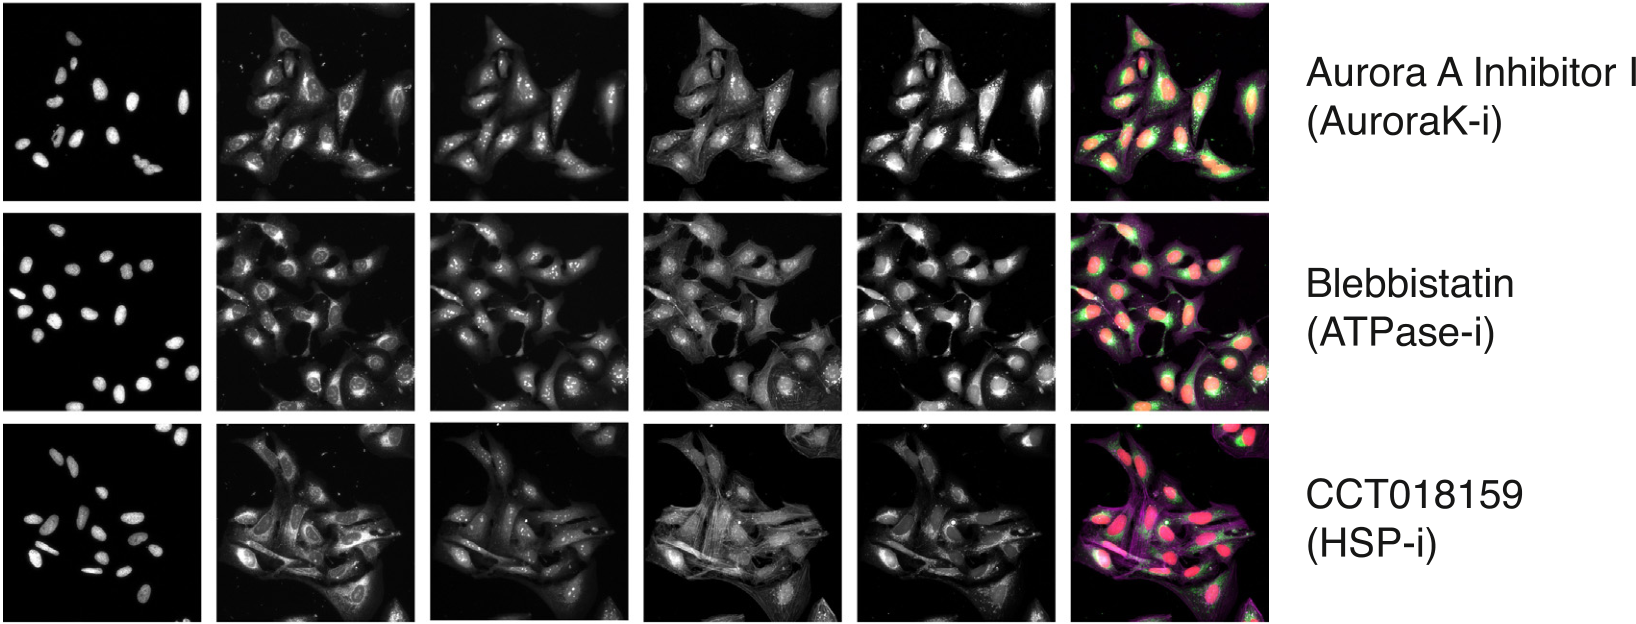 Aurora A Inhibitor I
(AuroraK-i)
Blebbistatin
(ATPase-i)
CCT018159
(HSP-i)